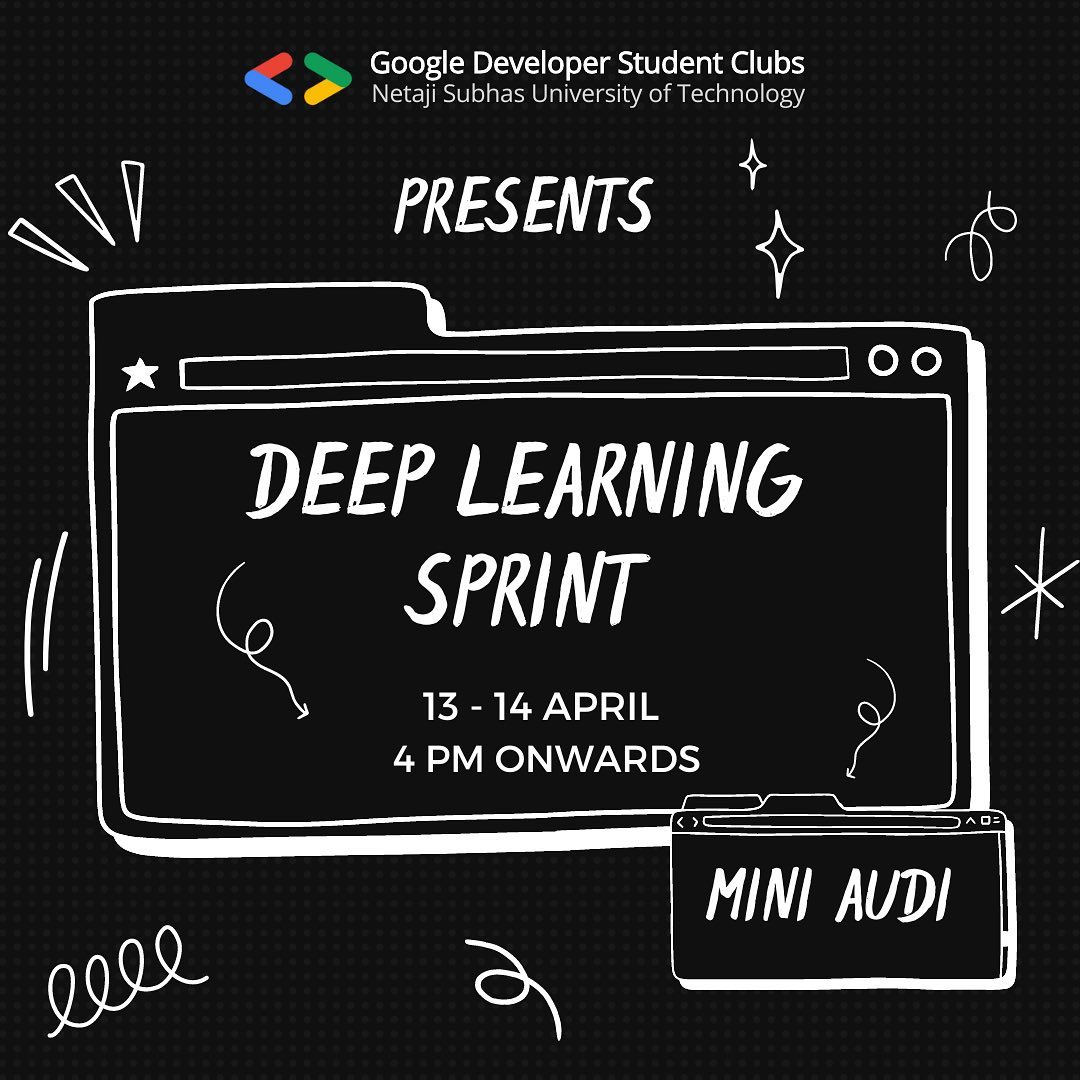 Google Developer Student Clubs
Netaji Subhas University of Technology
PRESENTS
DEEP LEARNING
SPRINT
13 - 14 APRIL
4 PM ONWARDS
MINI AUDI